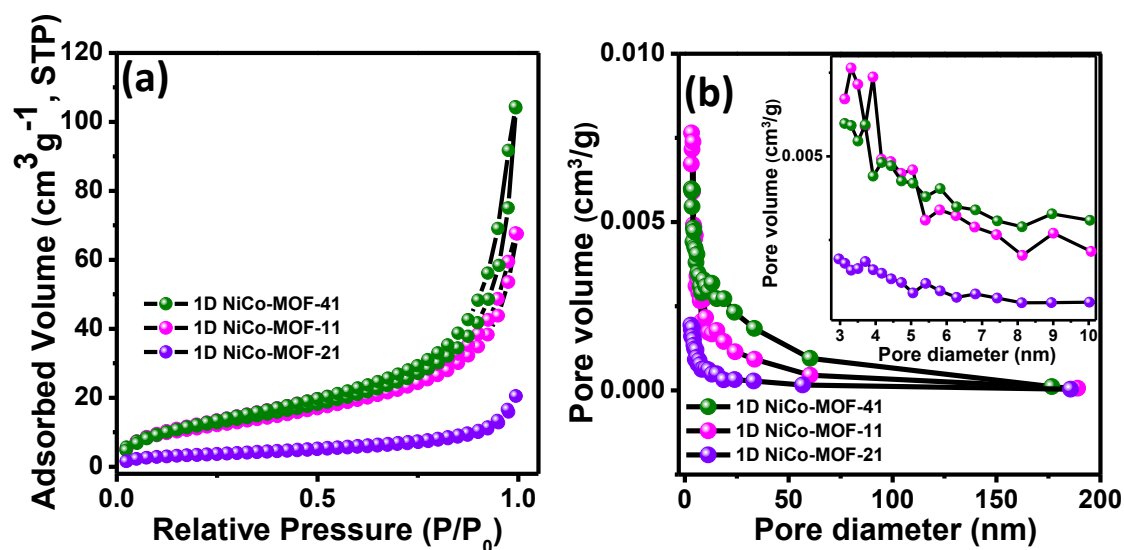 (a)
Adsorbed Volume (cm³g⁻¹, STP)
120
100
80
60
40
20
0
1D NiCo-MOF-41
1D NiCo-MOF-11
1D NiCo-MOF-21
0.0
0.5
1.0
Relative Pressure (P/P₀)
(b)
Pore volume (cm³/g)
0.010
0.005
0.000
1D NiCo-MOF-41
1D NiCo-MOF-11
1D NiCo-MOF-21
0
50
100
150
200
Pore diameter (nm)
Pore volume (cm³/g)
0.005
3
4
5
6
7
8
9
10
Pore diameter (nm)